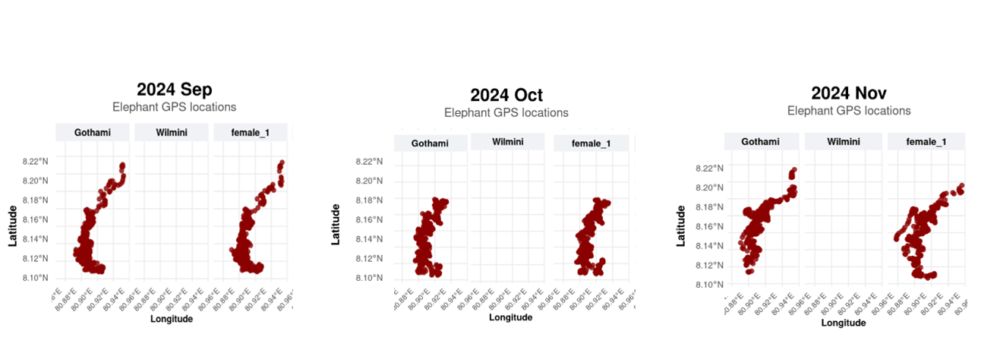 2024 Sep
Elephant GPS locations
Gothami Wilmini female_1
8.22°N
8.20°N
8.18°N
8.16°N
8.14°N
8.12°N
8.10°N
Latitude
80.88°E 80.90°E 80.92°E 80.94°E 80.96°E 80.88°E 80.90°E 80.92°E 80.94°E 80.96°E 80.88°E 80.90°E 80.92°E 80.94°E
Longitude
2024 Oct
Elephant GPS locations
Gothami Wilmini female_1
8.22°N
8.20°N
8.18°N
8.16°N
8.14°N
8.12°N
8.10°N
Latitude
80.90°E 80.92°E 80.94°E 80.96°E 80.88°E 80.90°E 80.92°E 80.94°E 80.96°E 80.88°E 80.90°E 80.92°E 80.94°E 80.96°E
Longitude
2024 Nov
Elephant GPS locations
Gothami Wilmini female_1
8.22°N
8.20°N
8.18°N
8.16°N
8.14°N
8.12°N
8.10°N
Latitude
80.90°E 80.92°E 80.94°E 80.96°E 80.88°E 80.90°E 80.92°E 80.94°E 80.96°E 80.88°E 80.90°E 80.92°E 80.94°E
Longitude